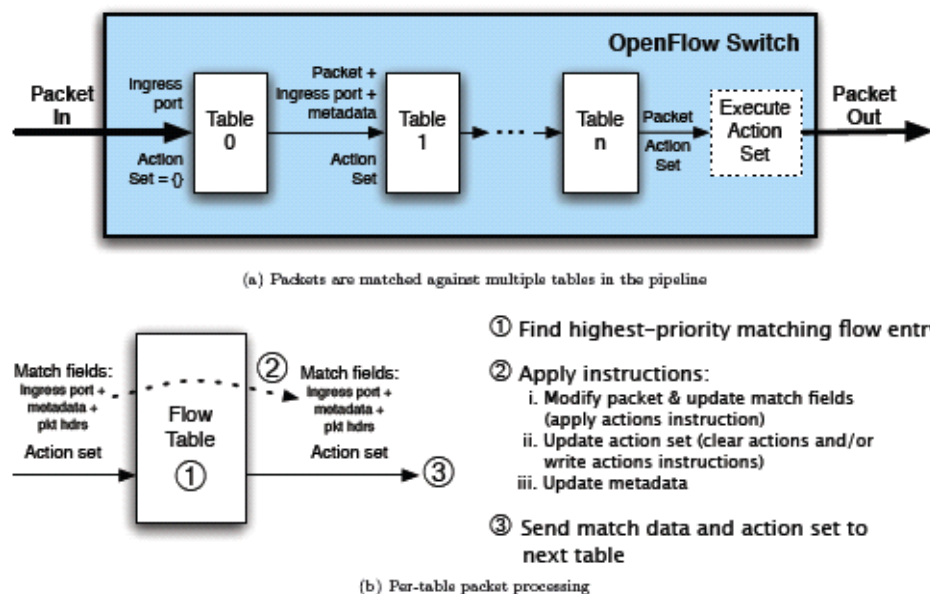 OpenFlow Switch
Packet
In
Ingress
port
Action
Set = {}
Table
0
Packet +
Ingress port +
metadata
Action
Set
Table
1
...
Table
n
Packet
Action
Set
Execute
Action
Set
Packet
Out
(a) Packets are matched against multiple tables in the pipeline
Match fields:
Ingress port +
metadata +
pkt hdrs
Action set
Flow
Table
①
②
Match fields:
Ingress port +
metadata +
pkt hdrs
Action set
③
① Find highest-priority matching flow entry
② Apply instructions:
i. Modify packet & update match fields
(apply actions instruction)
ii. Update action set (clear actions and/or
write actions instructions)
iii. Update metadata
③ Send match data and action set to
next table
(b) Per-table packet processing